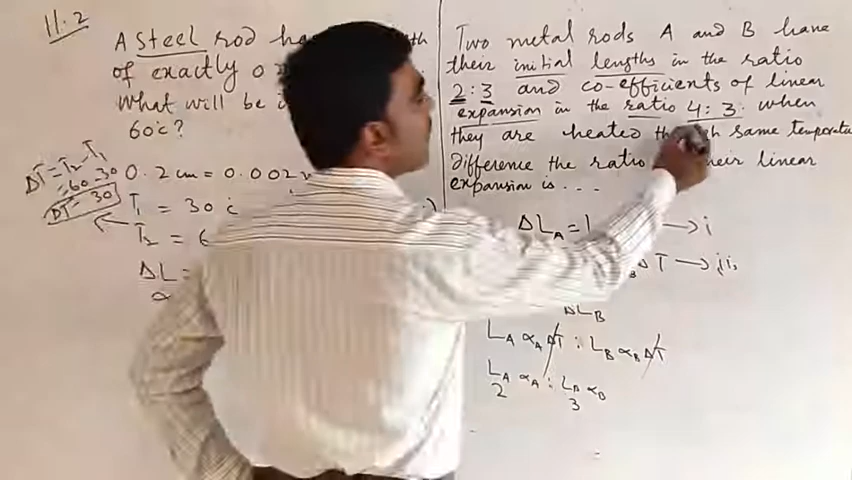 11.2
A steel rod ha
of exactly 0
What will be
60°c?
ΔT = T₂ - T₁
= 60 - 30
ΔT = 30
0.2 cm = 0.002
T₁ = 30°c
T₂ = 6
ΔL =
α
Two metal rods A and B have
their initial lengths in the ratio
2:3 and co-efficients of linear
expansion in the ratio 4:3. when
they are heated same temperatu
difference the ratio their linear
expansion is ...
ΔL_A = L → i
ΔT → ii,
ΔL_B
L_A α_A ΔT : L_B α_B ΔT
L_A α_A : L_B α_B
2 3